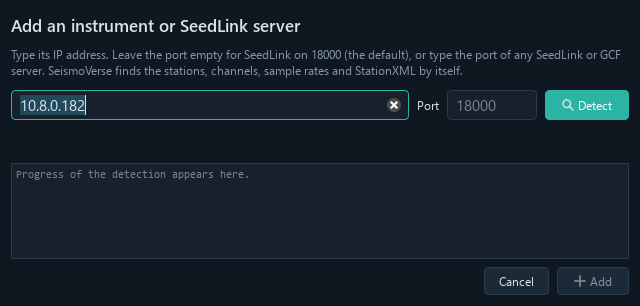 Add an instrument or SeedLink server
Type its IP address. Leave the port empty for SeedLink on 18000 (the default), or type the port of any SeedLink or GCF
server. SeismoVerse finds the stations, channels, sample rates and StationXML by itself.
10.8.0.182 Port 18000 Detect
Progress of the detection appears here.
Cancel Add